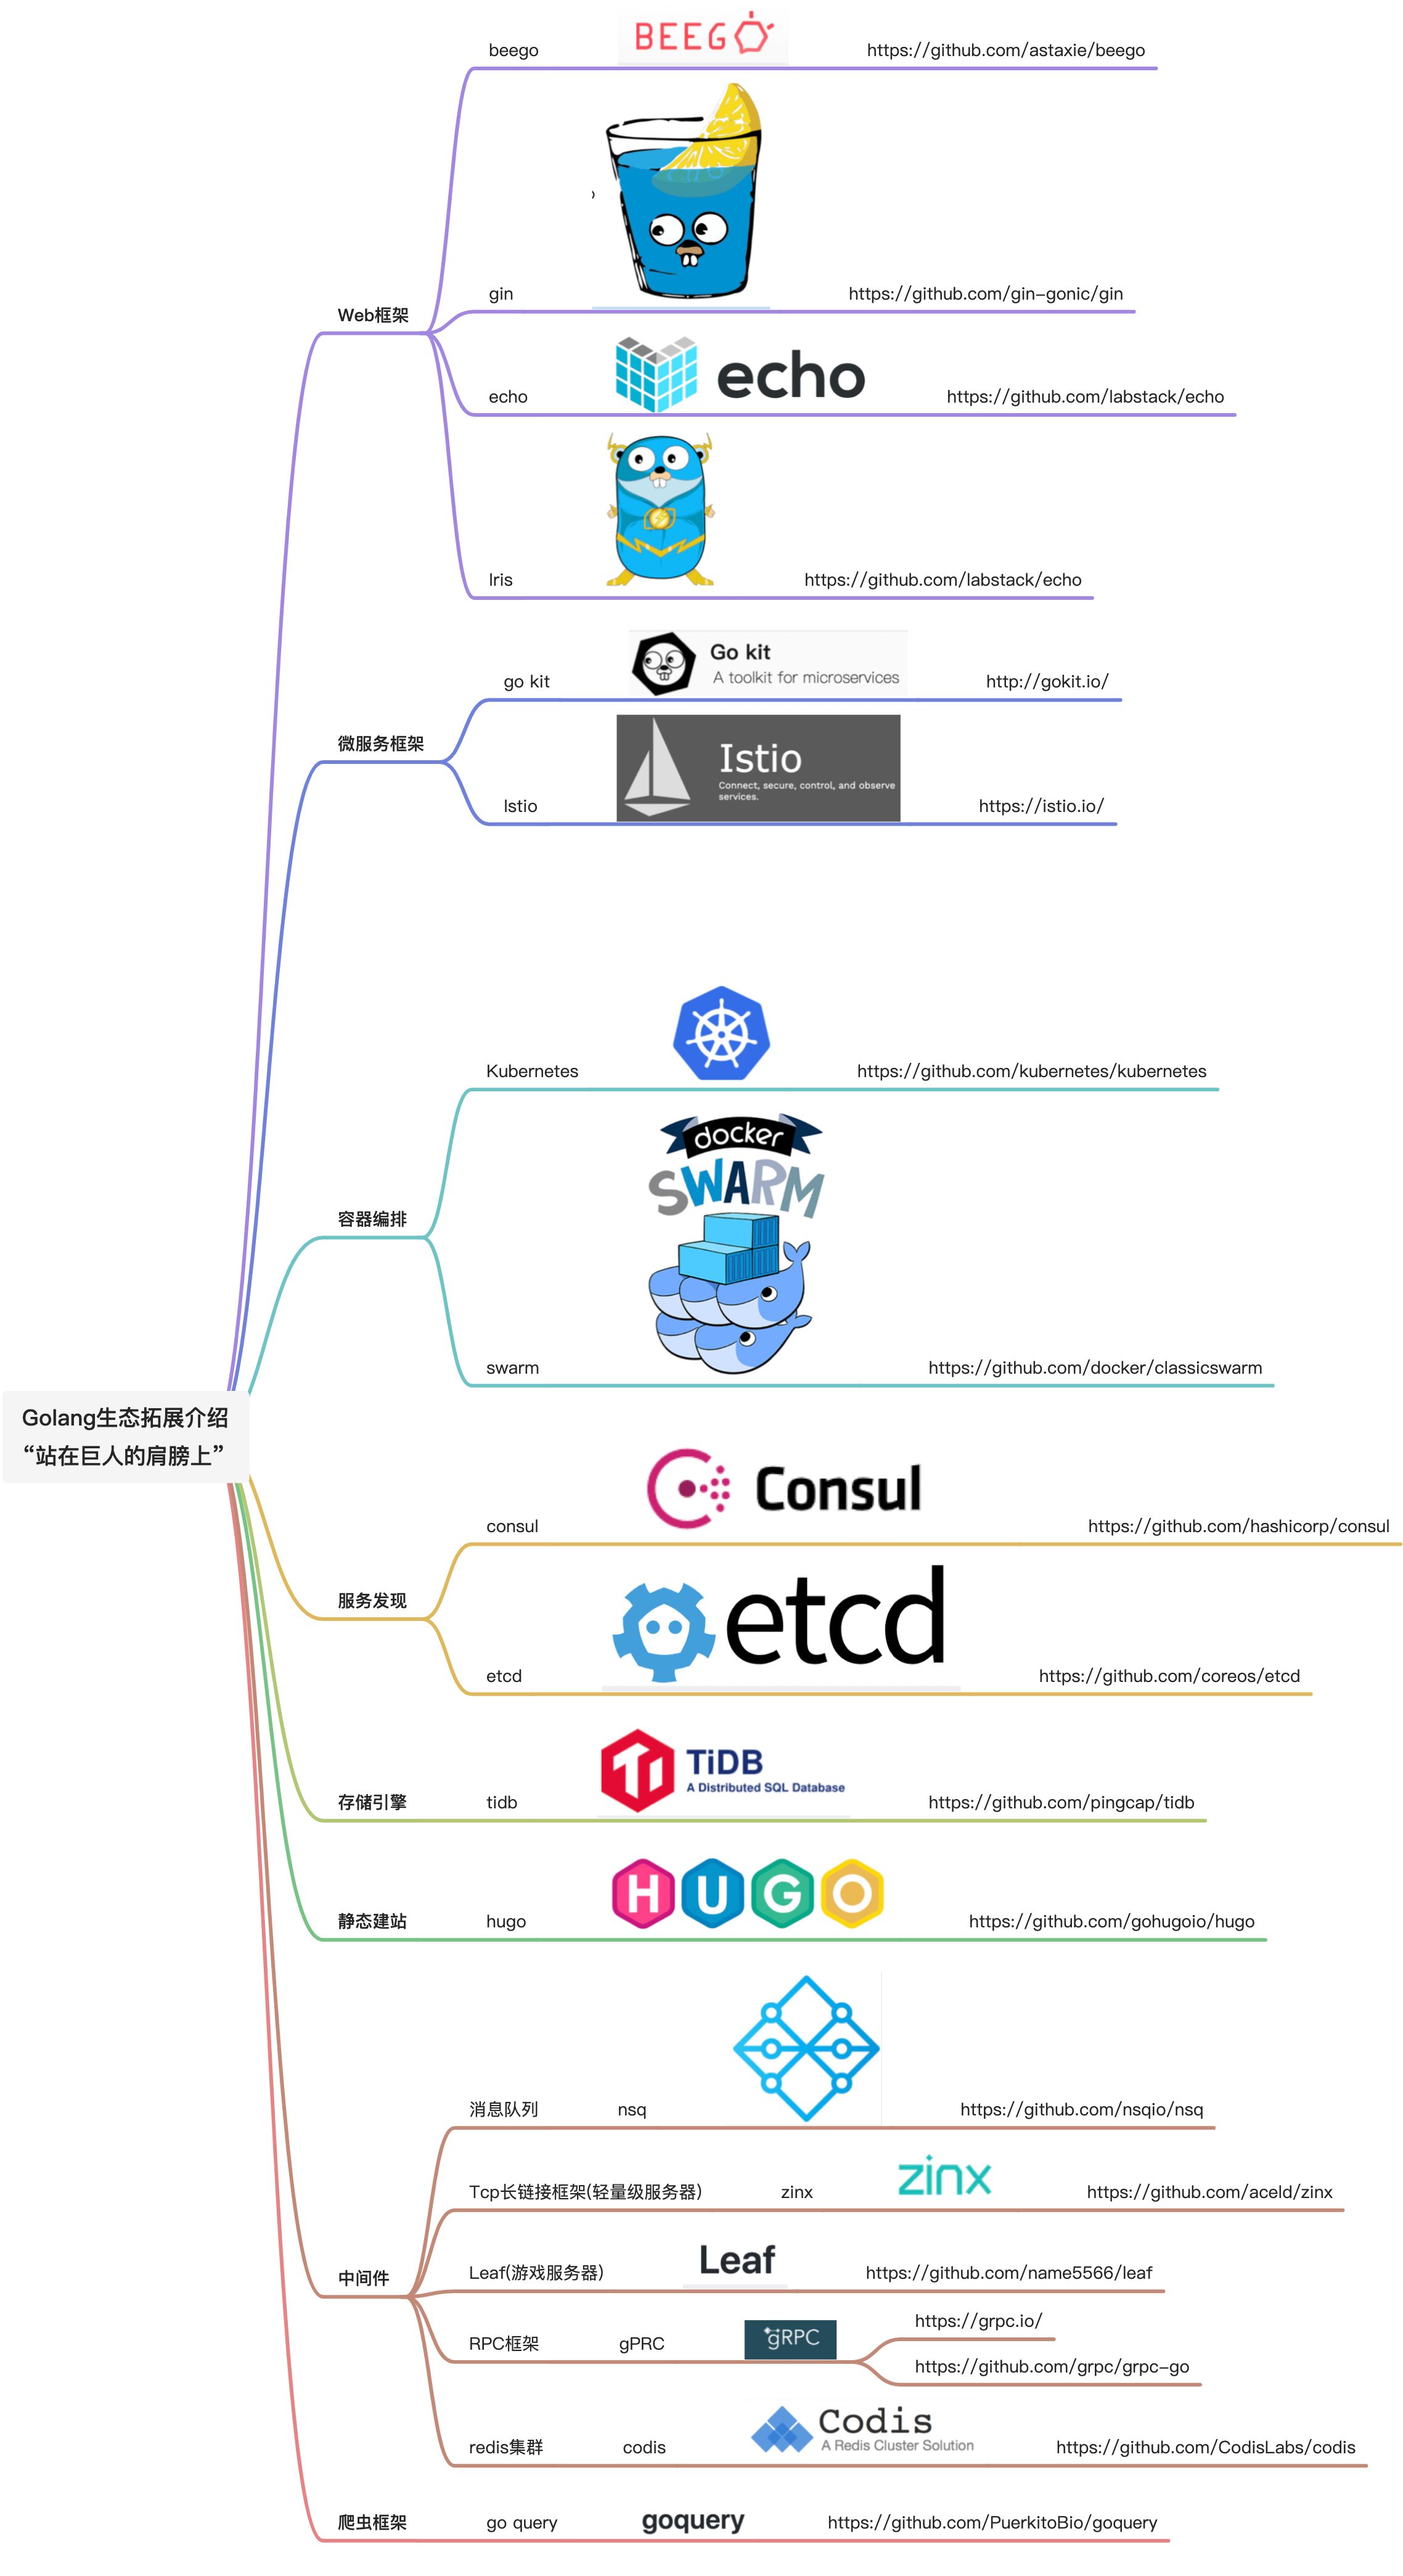 Golang生态拓展介绍
“站在巨人的肩膀上”
Web框架
beego
BEEGO
https://github.com/astaxie/beego
gin
https://github.com/gin-gonic/gin
echo
echo
https://github.com/labstack/echo
Iris
https://github.com/labstack/echo
微服务框架
go kit
Go kit
A toolkit for microservices
http://gokit.io/
Istio
Istio
Connect, secure, control, and observe
services.
https://istio.io/
容器编排
Kubernetes
https://github.com/kubernetes/kubernetes
swarm
docker
SWARM
https://github.com/docker/classicswarm
服务发现
consul
Consul
https://github.com/hashicorp/consul
etcd
etcd
https://github.com/coreos/etcd
存储引擎
tidb
TiDB
A Distributed SQL Database
https://github.com/pingcap/tidb
静态建站
hugo
HUGO
https://github.com/gohugoio/hugo
中间件
消息队列
nsq
https://github.com/nsqio/nsq
Tcp长链接框架(轻量级服务器)
zinx
zinx
https://github.com/aceld/zinx
Leaf(游戏服务器)
Leaf
https://github.com/name5566/leaf
RPC框架
gPRC
gRPC
https://grpc.io/
https://github.com/grpc/grpc-go
redis集群
codis
Codis
A Redis Cluster Solution
https://github.com/CodisLabs/codis
爬虫框架
go query
goquery
https://github.com/PuerkitoBio/goquery